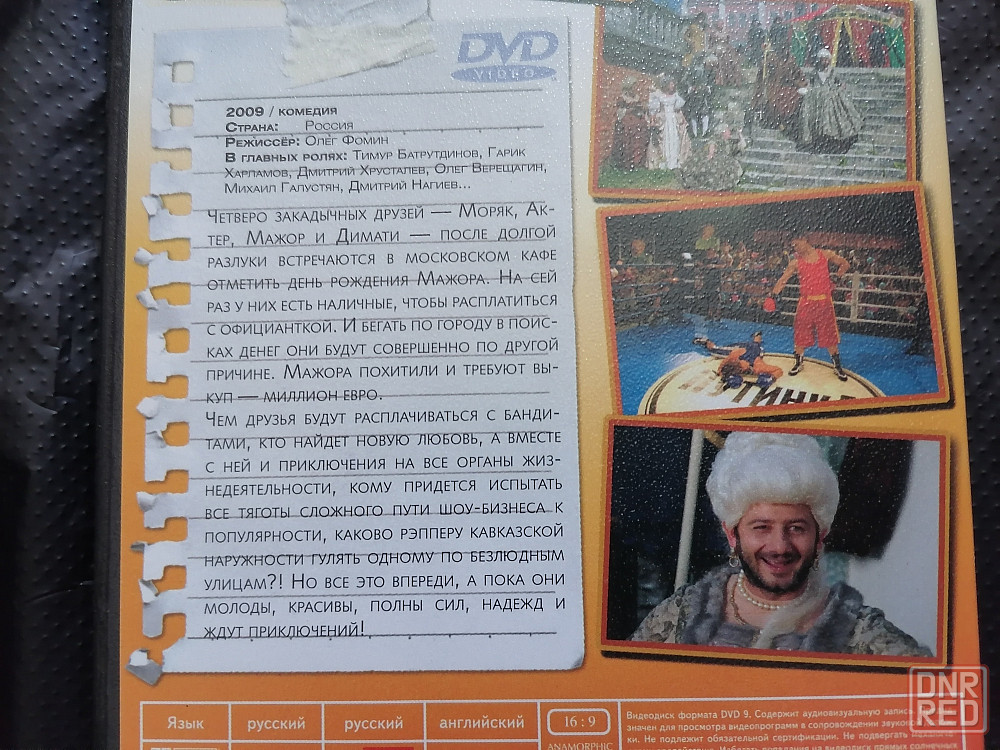 DVD
VIDEO
2009 / комедия
Страна: Россия
Режиссёр: Олег Фомин
В главных ролях: Тимур Батрутдинов, Гарик
Харламов, Дмитрий Хрусталев, Олег Верещагин,
Михаил Галустян, Дмитрий Нагиев...
Четверо закадычных друзей — Моряк, Ак-
тер, Мажор и Димати — после долгой
разлуки встречаются в московском кафе
отметить день рождения Мажора. На сей
раз у них есть наличные, чтобы расплатиться
с официанткой. И бегать по городу в поис-
ках денег они будут совершенно по другой
причине. Мажора похитили и требуют вы-
куп — миллион евро.
Чем друзья будут расплачиваться с банди-
тами, кто найдет новую любовь, а вместе
с ней и приключения на все органы жиз-
недеятельности, кому придется испытать
все тяготы сложного пути шоу-бизнеса к
популярности, каково рэпперу кавказской
наружности гулять одному по безлюдным
улицам?! Но все это впереди, а пока они
молоды, красивы, полны сил, надежд и
ждут приключений!
Язык русский русский английский
16 : 9
ANAMORPHIC
Видеодиск формата DVD 9. Содержит аудиовизуальную
значен для просмотра видеопрограмм в сопровождении
ки. Не подлежит обязательной сертификации. Не подвергать
DNR
RED